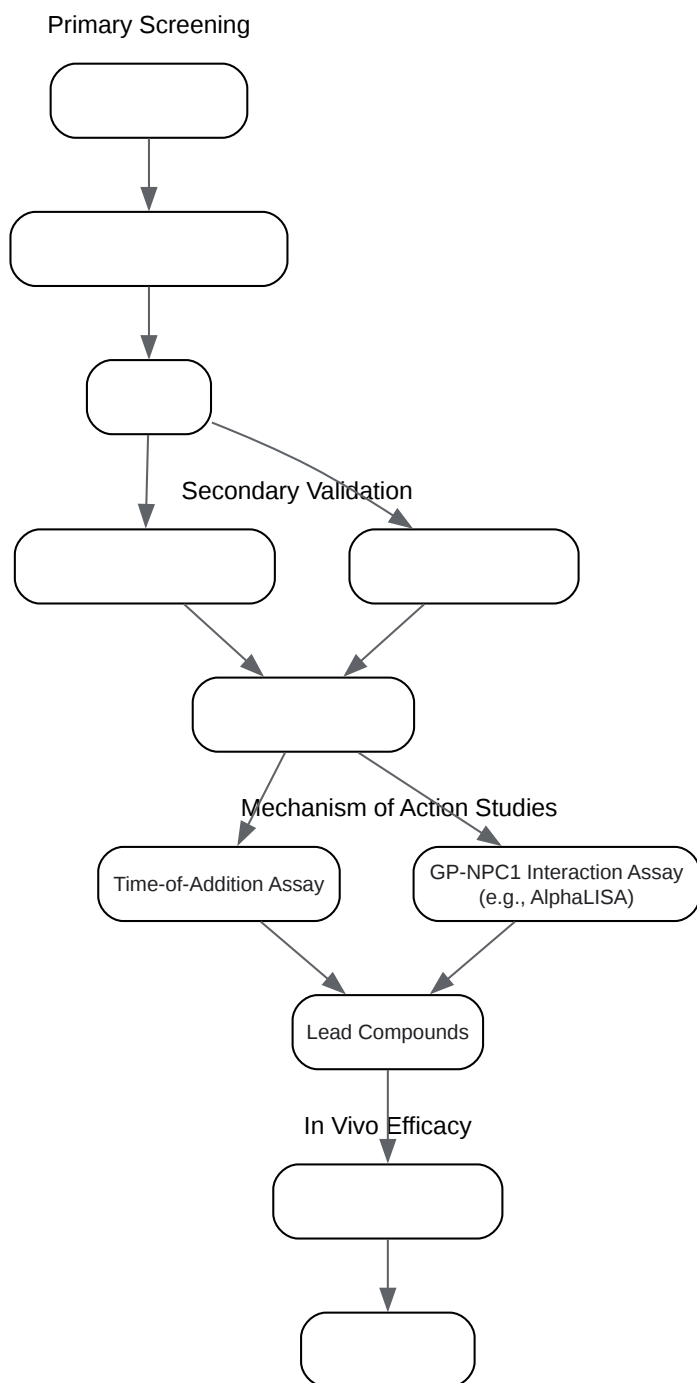 Primary Screening
Secondary Validation
Mechanism of Action Studies
Time-of-Addition Assay
GP-NPC1 Interaction Assay
(e.g., AlphaLISA)
Lead Compounds
In Vivo Efficacy